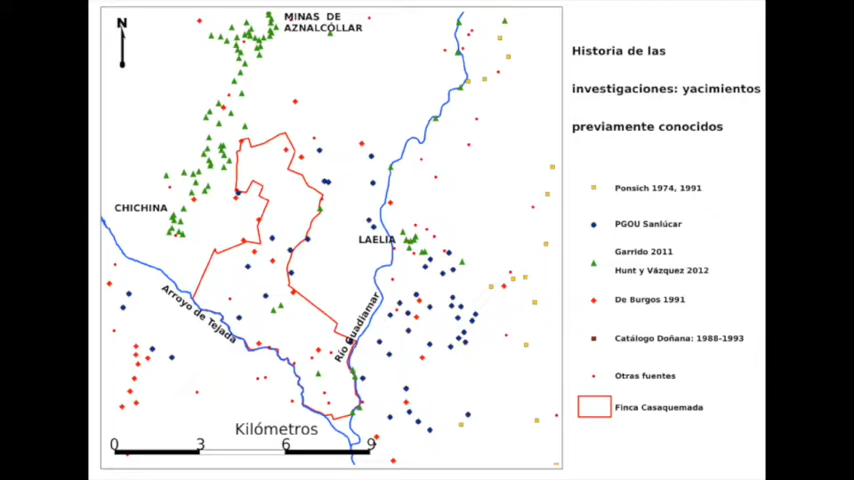 N
MINAS DE
AZNALCÓLLAR
CHICHINA
LAELIA
Arroyo de Tejada
Río Guadiamar
Kilómetros
0 3 6 9
Historia de las
investigaciones: yacimientos
previamente conocidos
Ponsich 1974, 1991
PGOU Sanlúcar
Garrido 2011
Hunt y Vázquez 2012
De Burgos 1991
Catálogo Doñana: 1988-1993
Otras fuentes
Finca Casaquemada